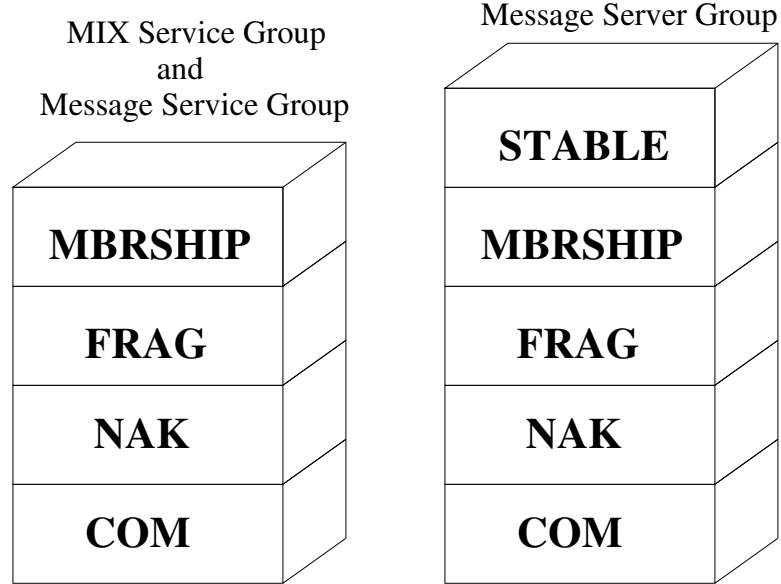 MIX Service Group
and
Message Service Group
MBRSHIP
FRAG
NAK
COM
Message Server Group
STABLE
MBRSHIP
FRAG
NAK
COM